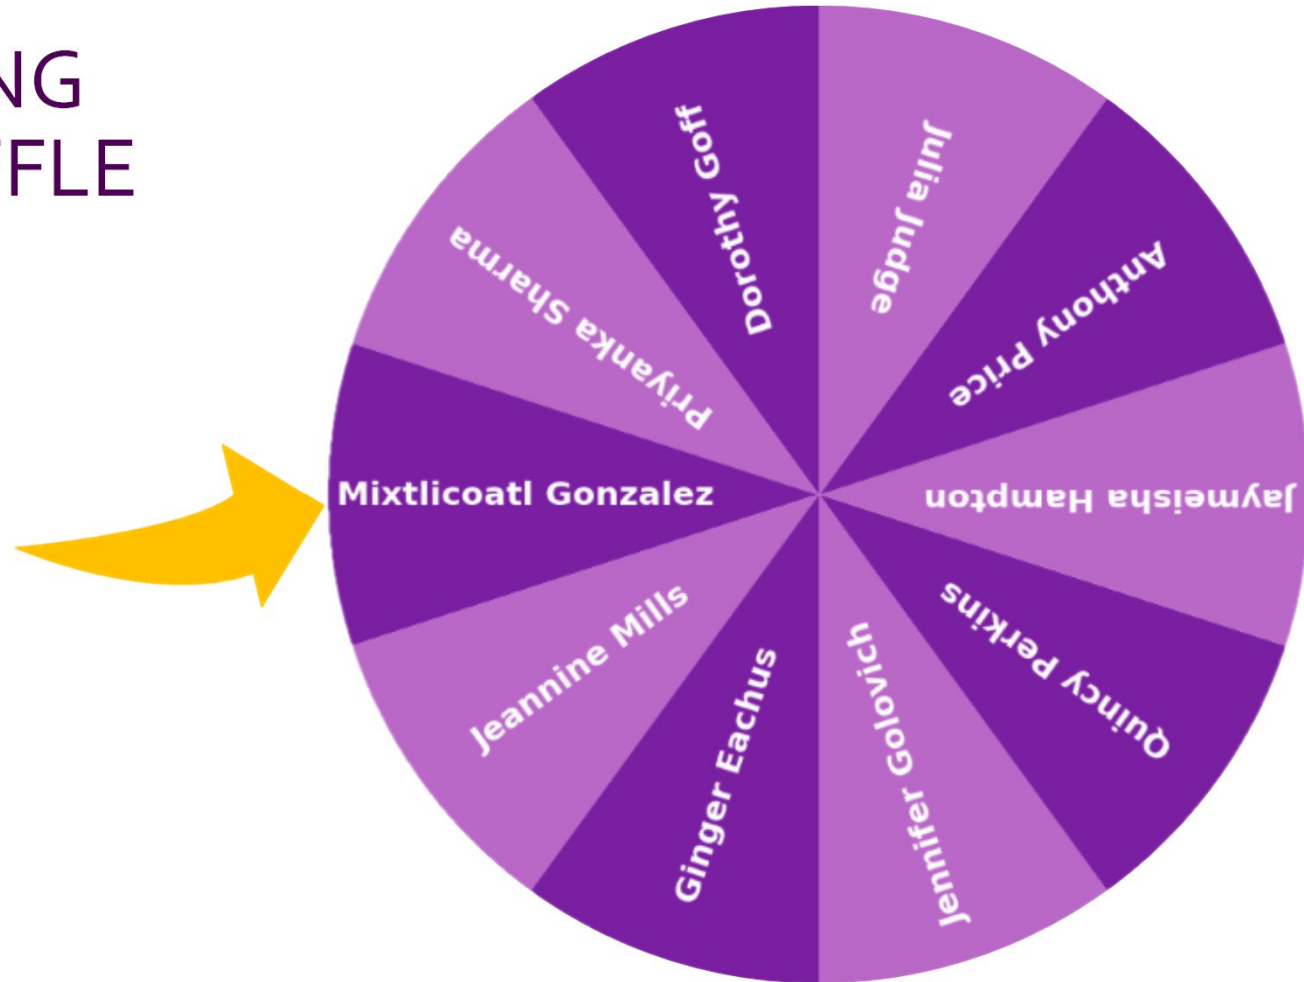 NG
FFLE
Dorothy Goff
Julia Judge
Anthony Price
Jaymeisha Hampton
Quincy Perkins
Jennifer Golovich
Ginger Eachus
Jeannine Mills
Mixtlicoatl Gonzalez
Priyanka Sharma